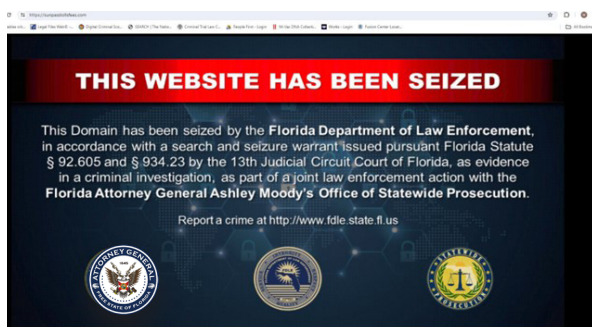 THIS WEBSITE HAS BEEN SEIZED
This Domain has been seized by the Florida Department of Law Enforcement,
in accordance with a search and seizure warrant issued pursuant Florida Statute
§ 92.605 and § 934.23 by the 13th Judicial Circuit Court of Florida, as evidence
in a criminal investigation, as part of a joint law enforcement action with the
Florida Attorney General Ashley Moody's Office of Statewide Prosecution.
Report a crime at http://www.fdle.state.fl.us
ATTORNEY GENERAL
FREE STATE OF FLORIDA
FDLE
STATEWIDE
PROSECUTION